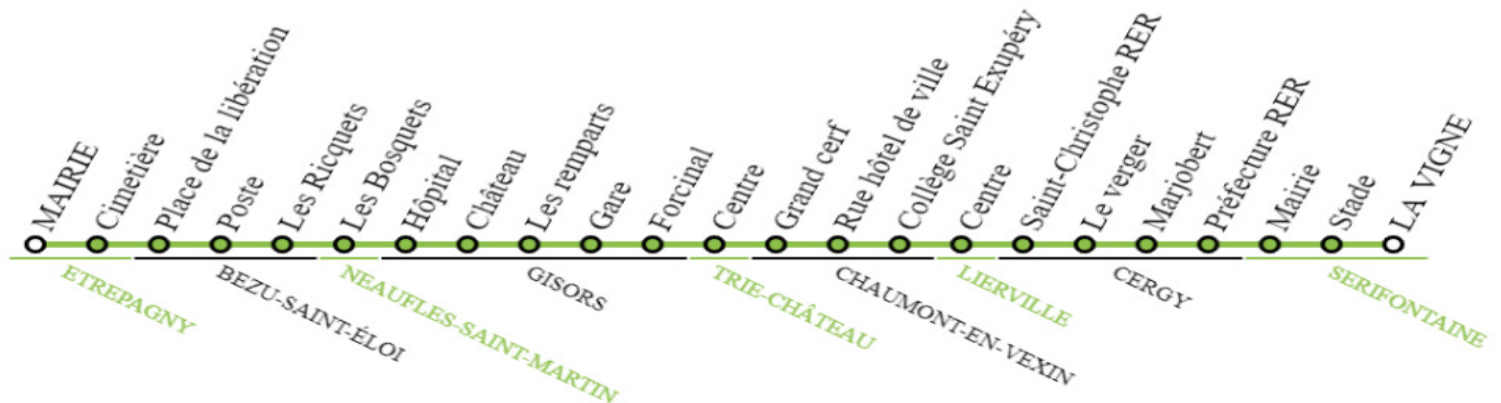 MAIRIE
Cimetière
Place de la libération
Poste
Les Ricquets
Les Bosquets
Hôpital
Château
Les remparts
Gare
Forcinal
Centre
Grand cerf
Rue hôtel de ville
Collège Saint Exupéry
Centre
Saint-Christophe RER
Le verger
Marjobert
Préfecture RER
Mairie
Stade
LA VIGNE
ETREPAGNY
BEZU-SAINT-ÉLOI
NEAUFLES-SAINT-MARTIN
GISORS
TRIE-CHÂTEAU
CHAUMONT-EN-VEXIN
LIERVILLE
CERGY
SERIFONTAINE